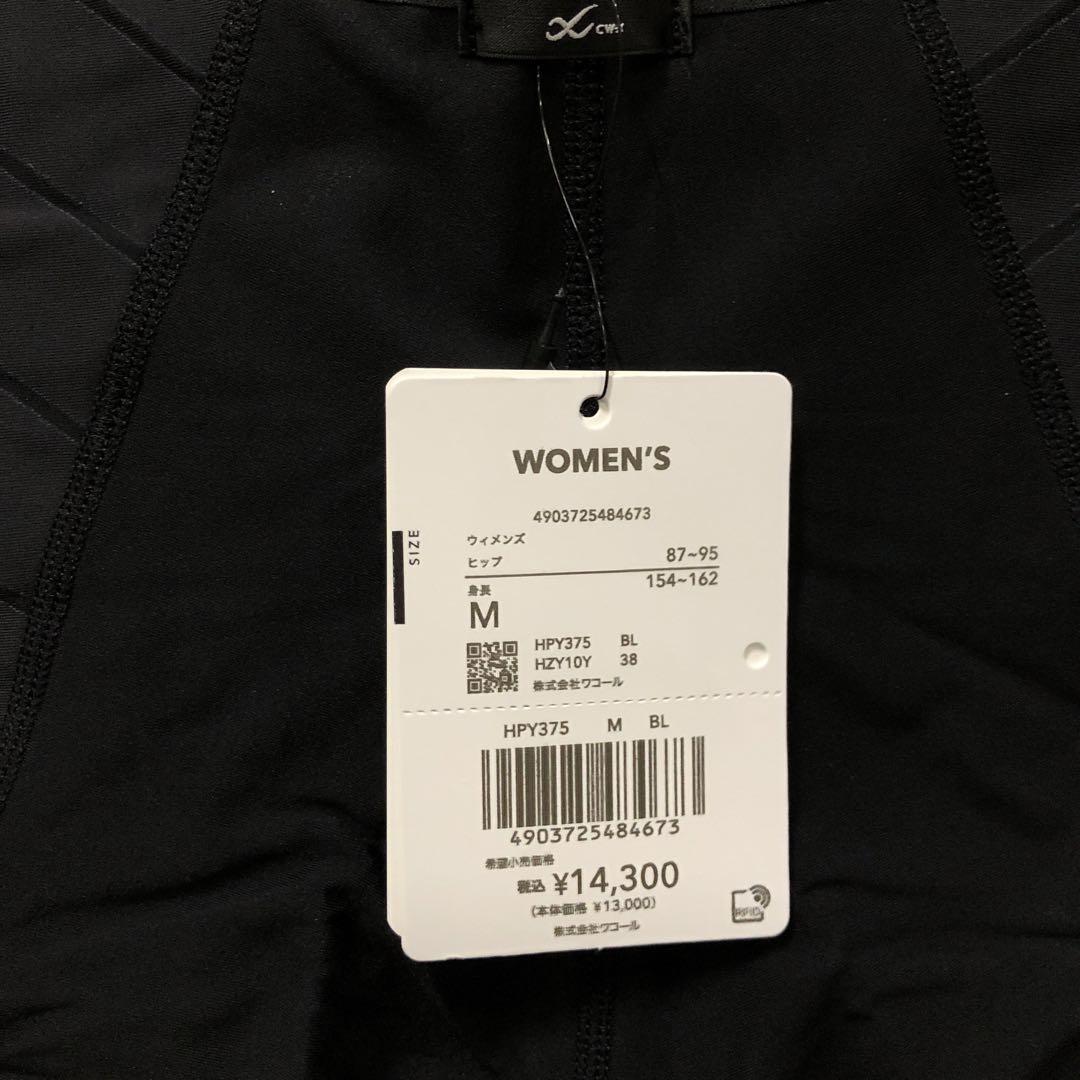 CW-X
WOMEN'S
4903725484673
SIZE
ウィメンズ
ヒップ 87~95
身長 154~162
M
HPY375 BL
HZY10Y 38
株式会社ワコール
HPY375 M BL
4903725484673
希望小売価格
税込 ¥14,300
(本体価格 ¥13,000)
株式会社ワコール
RFID